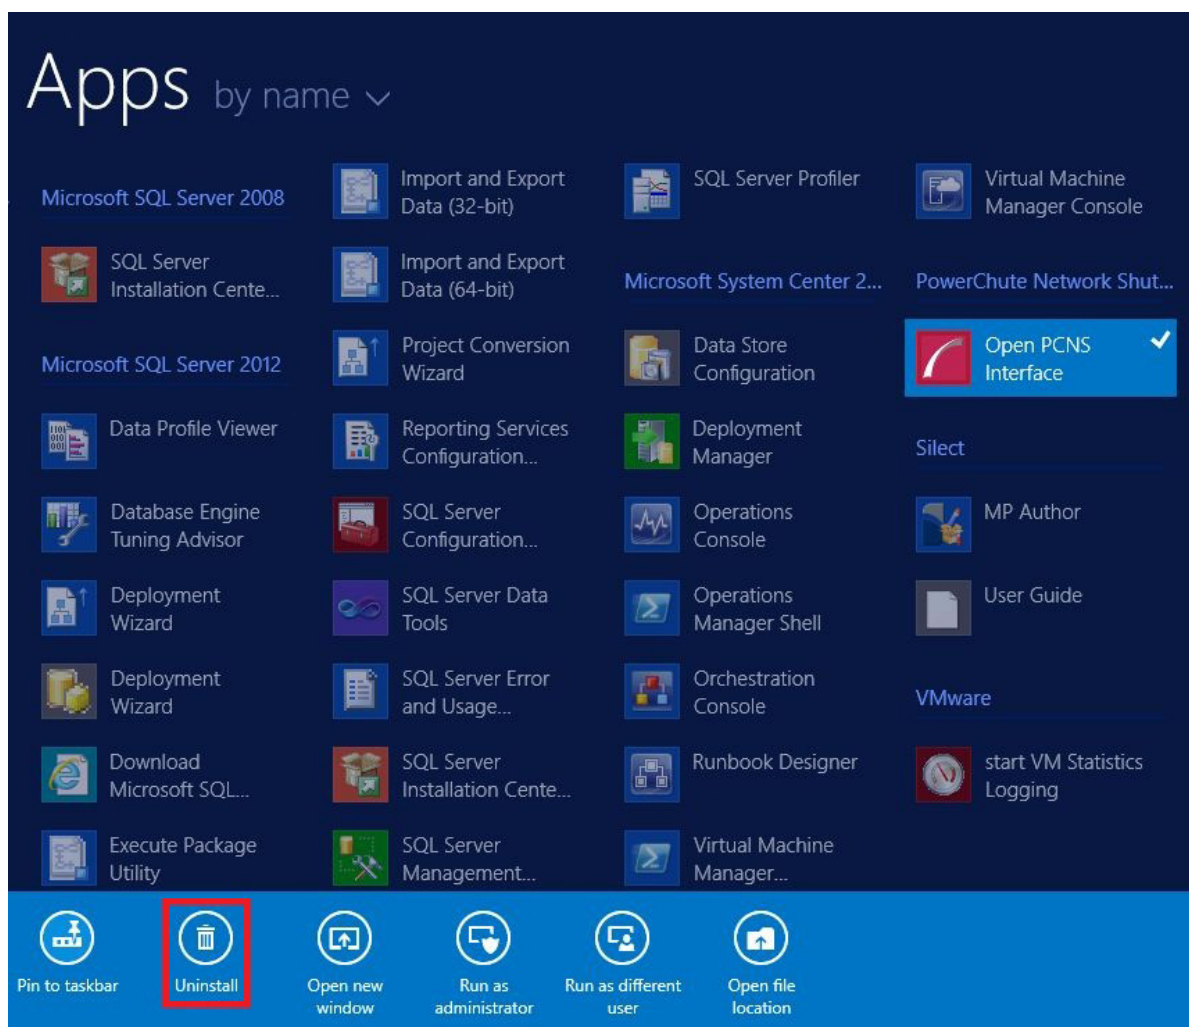 Apps by name
Microsoft SQL Server 2008
SQL Server
Installation Cente...
Microsoft SQL Server 2012
Data Profile Viewer
Database Engine
Tuning Advisor
Deployment
Wizard
Deployment
Wizard
Download
Microsoft SQL...
Execute Package
Utility
Import and Export
Data (32-bit)
Import and Export
Data (64-bit)
Project Conversion
Wizard
Reporting Services
Configuration...
SQL Server
Configuration...
SQL Server Data
Tools
SQL Server Error
and Usage...
SQL Server
Installation Cente...
SQL Server
Management...
SQL Server Profiler
Microsoft System Center 2...
Data Store
Configuration
Deployment
Manager
Operations
Console
Operations
Manager Shell
Orchestration
Console
Runbook Designer
Virtual Machine
Manager...
Virtual Machine
Manager Console
PowerChute Network Shut...
Open PCNS
Interface
Silect
MP Author
User Guide
VMware
start VM Statistics
Logging
Pin to taskbar
Uninstall
Open new
window
Run as
administrator
Run as different
user
Open file
location